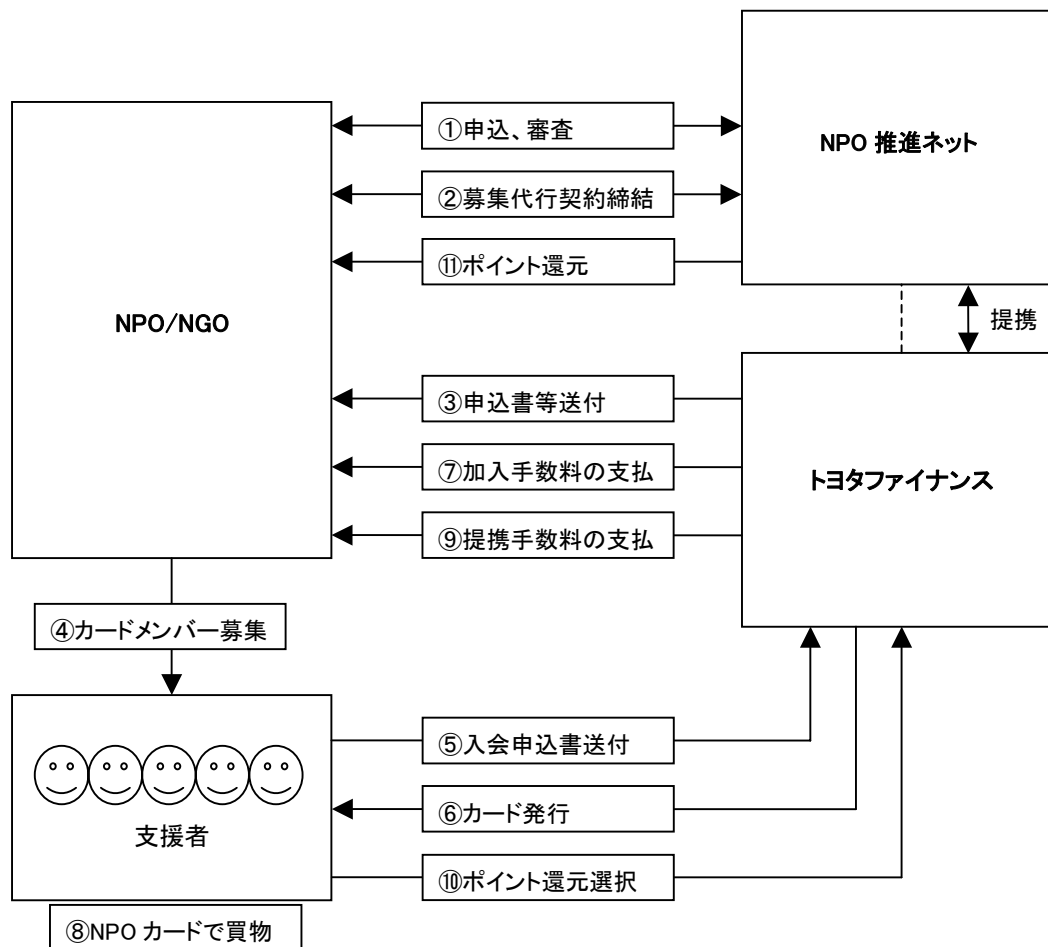 ①申込、審査
NPO 推進ネット
②募集代行契約締結
⑪ポイント還元
NPO/NGO
提携
③申込書等送付
⑦加入手数料の支払
トヨタファイナンス
⑨提携手数料の支払
④カードメンバー募集
⑤入会申込書送付
⑥カード発行
支援者
⑩ポイント還元選択
⑧NPO カードで買物